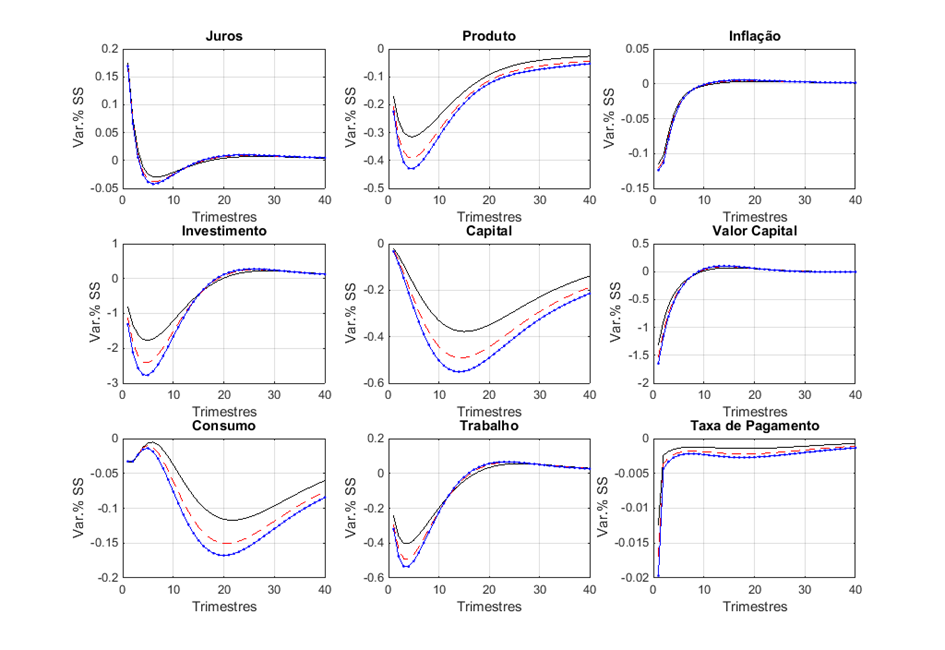 Juros
Var.% SS
0.2
0.15
0.1
0.05
0
-0.05
0 10 20 30 40
Trimestres
Produto
Var.% SS
0
-0.1
-0.2
-0.3
-0.4
-0.5
0 10 20 30 40
Trimestres
Inflação
Var.% SS
0.05
0
-0.05
-0.1
-0.15
0 10 20 30 40
Investimento
Var.% SS
1
0
-1
-2
-3
0 10 20 30 40
Trimestres
Capital
Var.% SS
0
-0.2
-0.4
-0.6
0 10 20 30 40
Trimestres
Trimestres
Valor Capital
Var.% SS
0.5
0
-0.5
-1
-1.5
-2
0 10 20 30 40
Trimestres
Consumo
Var.% SS
0
-0.05
-0.1
-0.15
-0.2
0 10 20 30 40
Trimestres
Trabalho
Var.% SS
0.2
0
-0.2
-0.4
-0.6
0 10 20 30 40
Trimestres
Taxa de Pagamento
Var.% SS
0
-0.005
-0.01
-0.015
-0.02
0 10 20 30 40
Trimestres